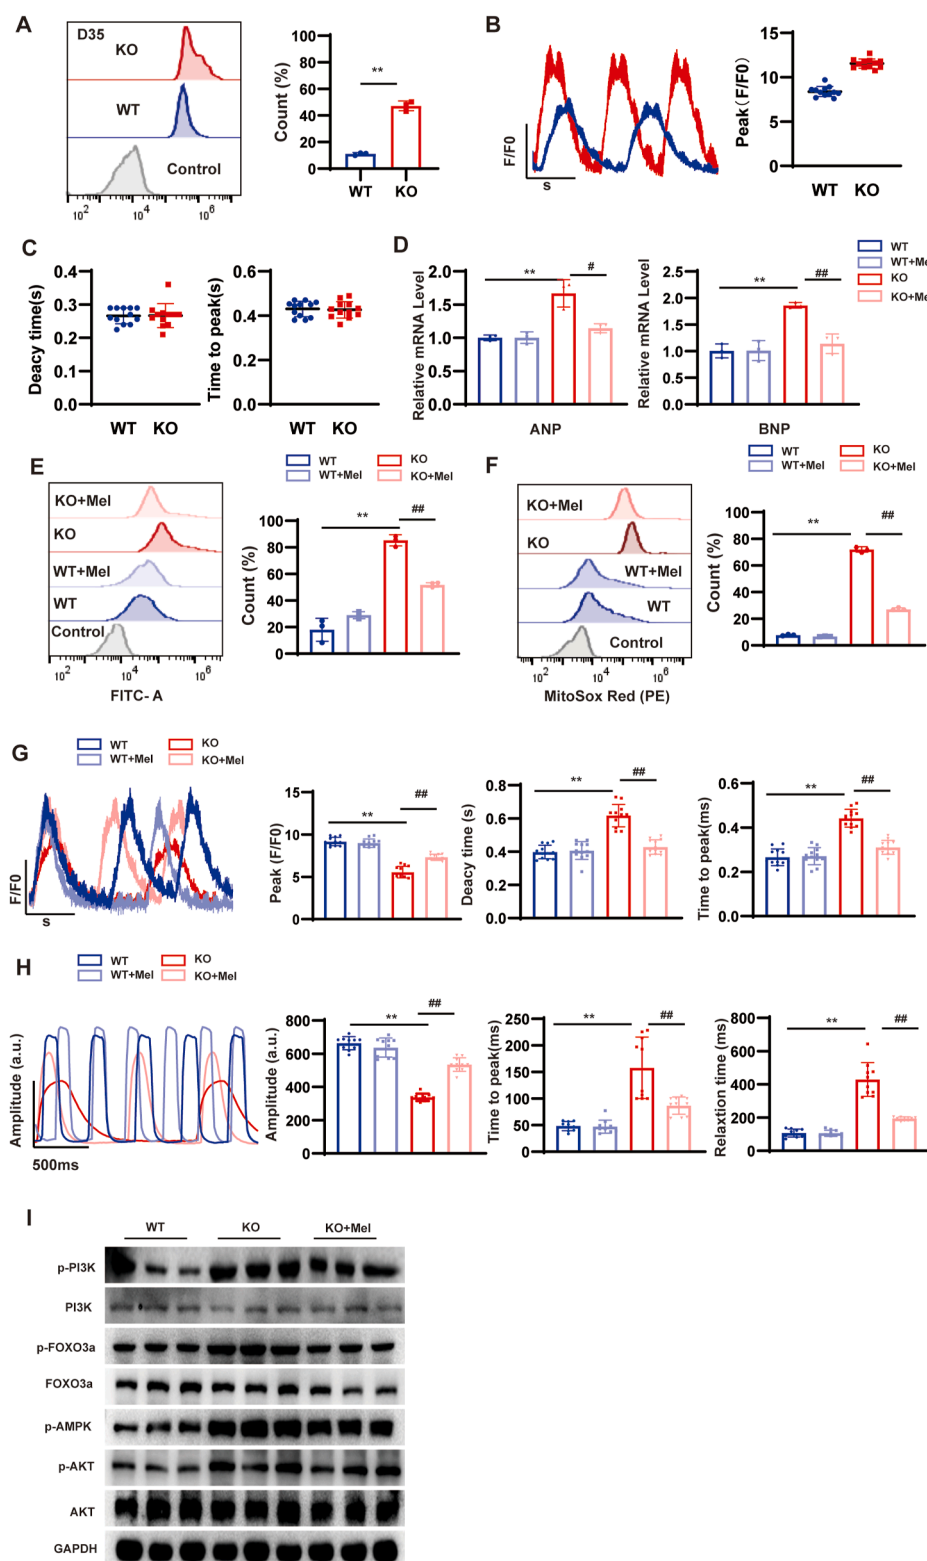 A
D35
KO
WT
Control
10² 10⁴ 10⁶
Count (%)
100
80
60
40
20
0
**
WT KO
B
F/F0
s
Peak (F/F0)
15
10
5
0
WT KO
C
Deacy time(s)
0.4
0.3
0.2
0.1
0.0
WT KO
Time to peak(s)
0.6
0.4
0.2
0.0
WT KO
D
Relative mRNA Level
2.0
1.5
1.0
0.5
0.0
** #
ANP
Relative mRNA Level
2.5
2.0
1.5
1.0
0.5
0.0
** ##
BNP
WT
WT+Me
KO
KO+Me
E
KO+Mel
KO
WT+Mel
WT
Control
10² 10⁴ 10⁶
FITC- A
WT KO
WT+Mel KO+Mel
Count (%)
100
80
60
40
20
0
** ##
F
KO+Mel
KO
WT+Mel
WT
Control
10² 10⁴ 10⁶
MitoSox Red (PE)
WT KO
WT+Mel KO+Mel
Count (%)
100
80
60
40
20
0
** ##
G
WT KO
WT+Mel KO+Mel
F/F0
s
Peak (F/F0)
15
10
5
0
** ##
Deacy time (s)
0.8
0.6
0.4
0.2
0.0
** ##
Time to peak(ms)
0.6
0.4
0.2
0.0
** ##
H
WT KO
WT+Mel KO+Mel
Amplitude (a.u.)
500ms
Amplitude (a.u.)
800
600
400
200
0
** ##
Time to peak(ms)
250
200
150
100
50
0
** ##
Relaxtion time (ms)
800
600
400
200
0
** ##
I
WT KO KO+Mel
p-PI3K
PI3K
p-FOXO3a
FOXO3a
p-AMPK
p-AKT
AKT
GAPDH